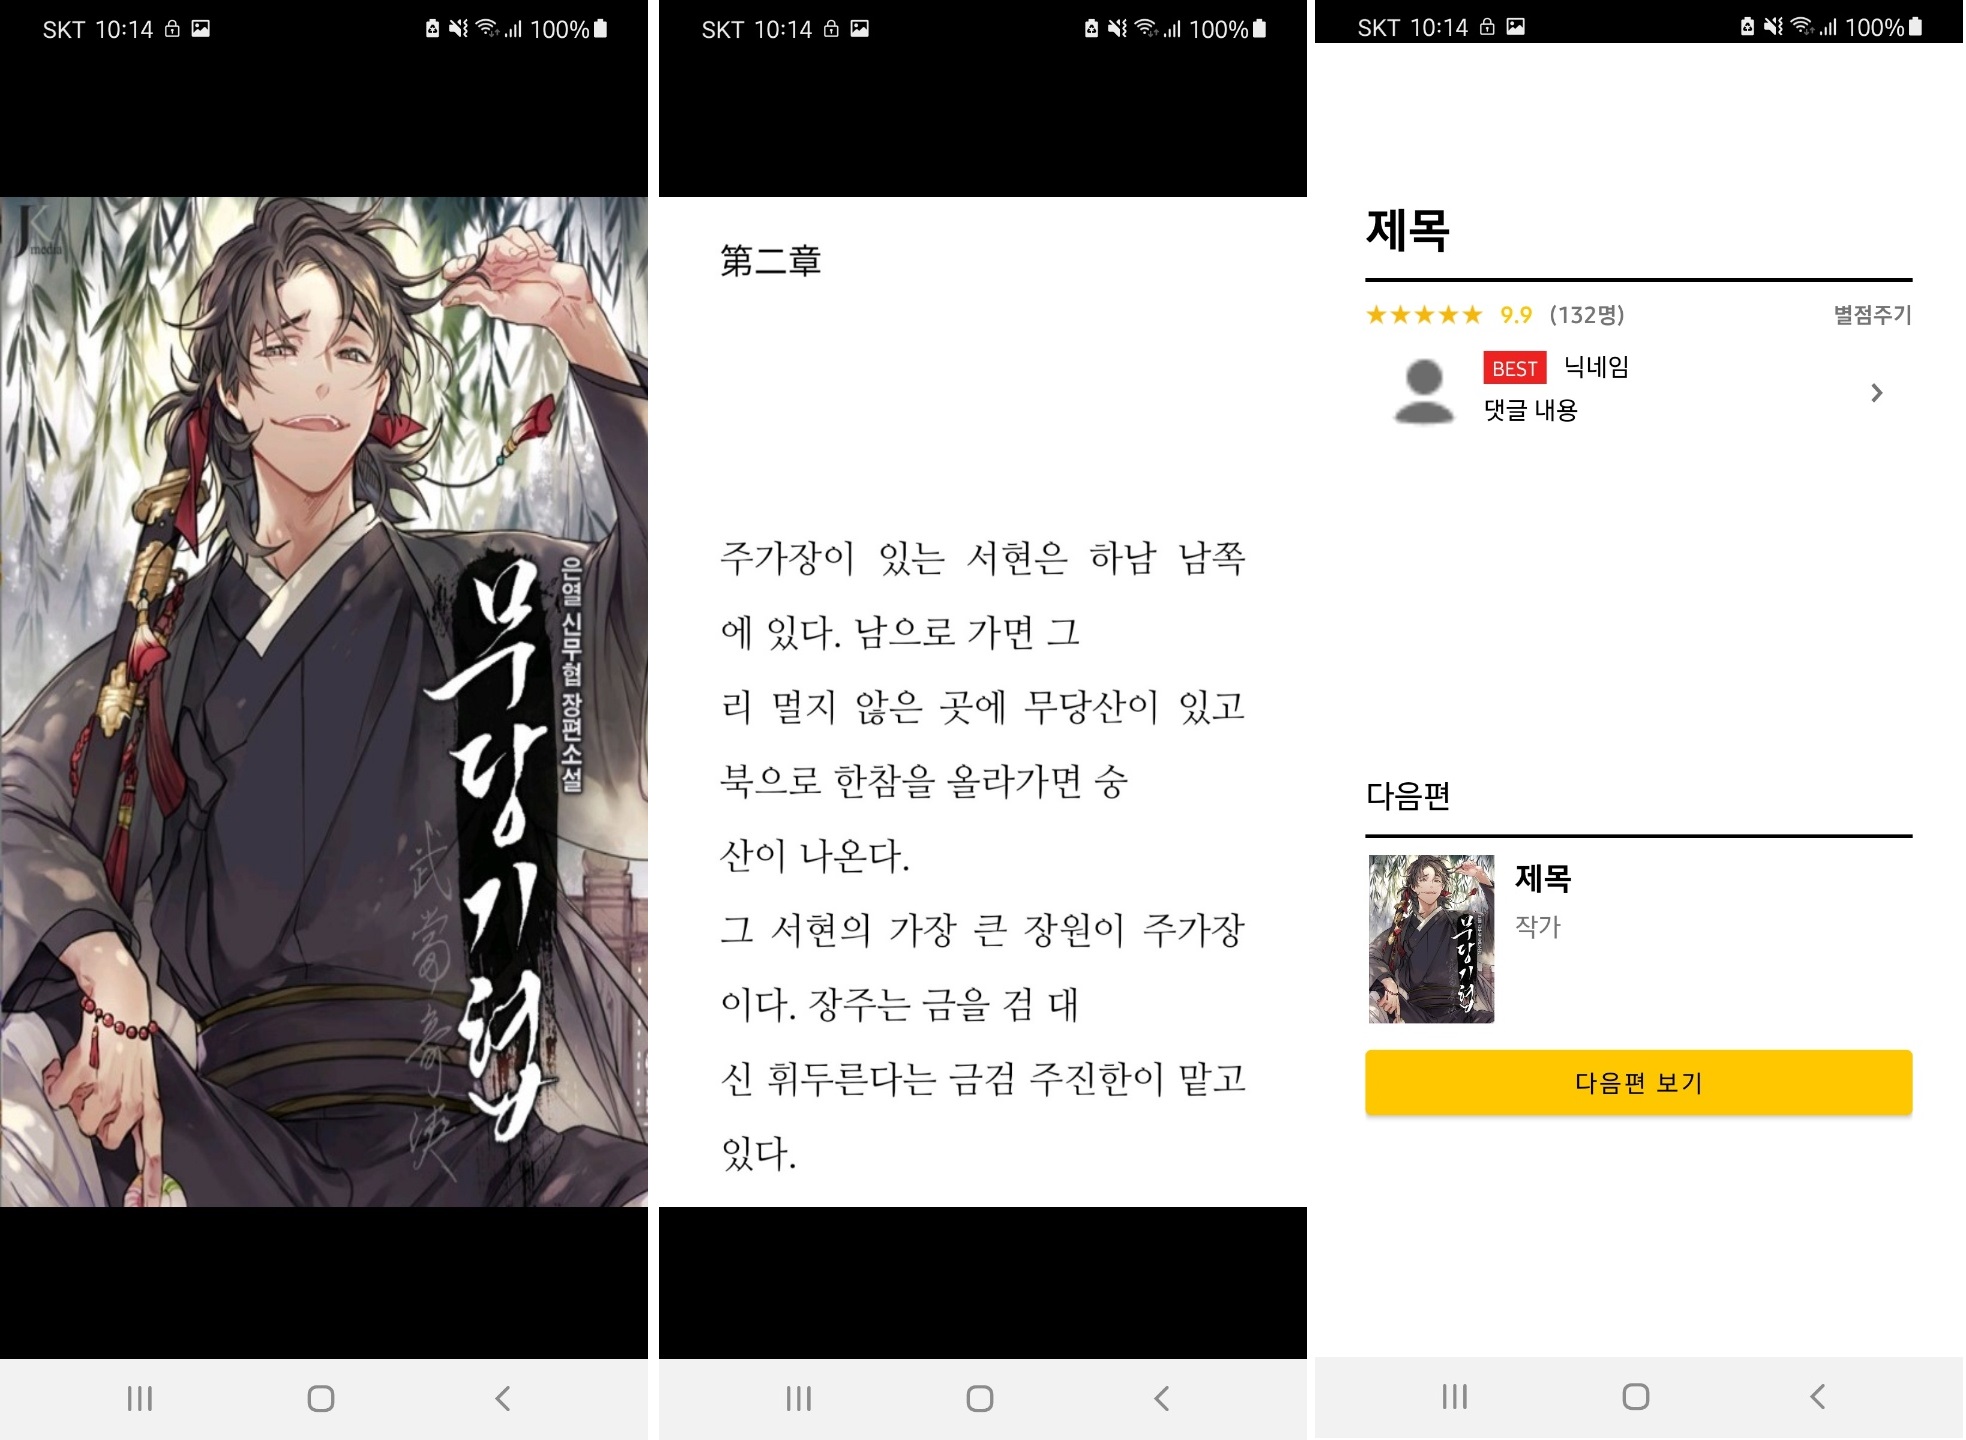 SKT 10:14 100%
JK
media
은열 신무협 장편소설
무당기협
武當奇俠
SKT 10:14 100%
第二章
주가장이 있는 서현은 하남 남쪽
에 있다. 남으로 가면 그
리 멀지 않은 곳에 무당산이 있고
북으로 한참을 올라가면 숭
산이 나온다.
그 서현의 가장 큰 장원이 주가장
이다. 장주는 금을 검 대
신 휘두른다는 금검 주진한이 맡고
있다.
SKT 10:14 100%
제목
★★★★★ 9.9 (132명) 별점주기
BEST 닉네임
댓글 내용
다음편
제목
작가
무당기협
다음편 보기